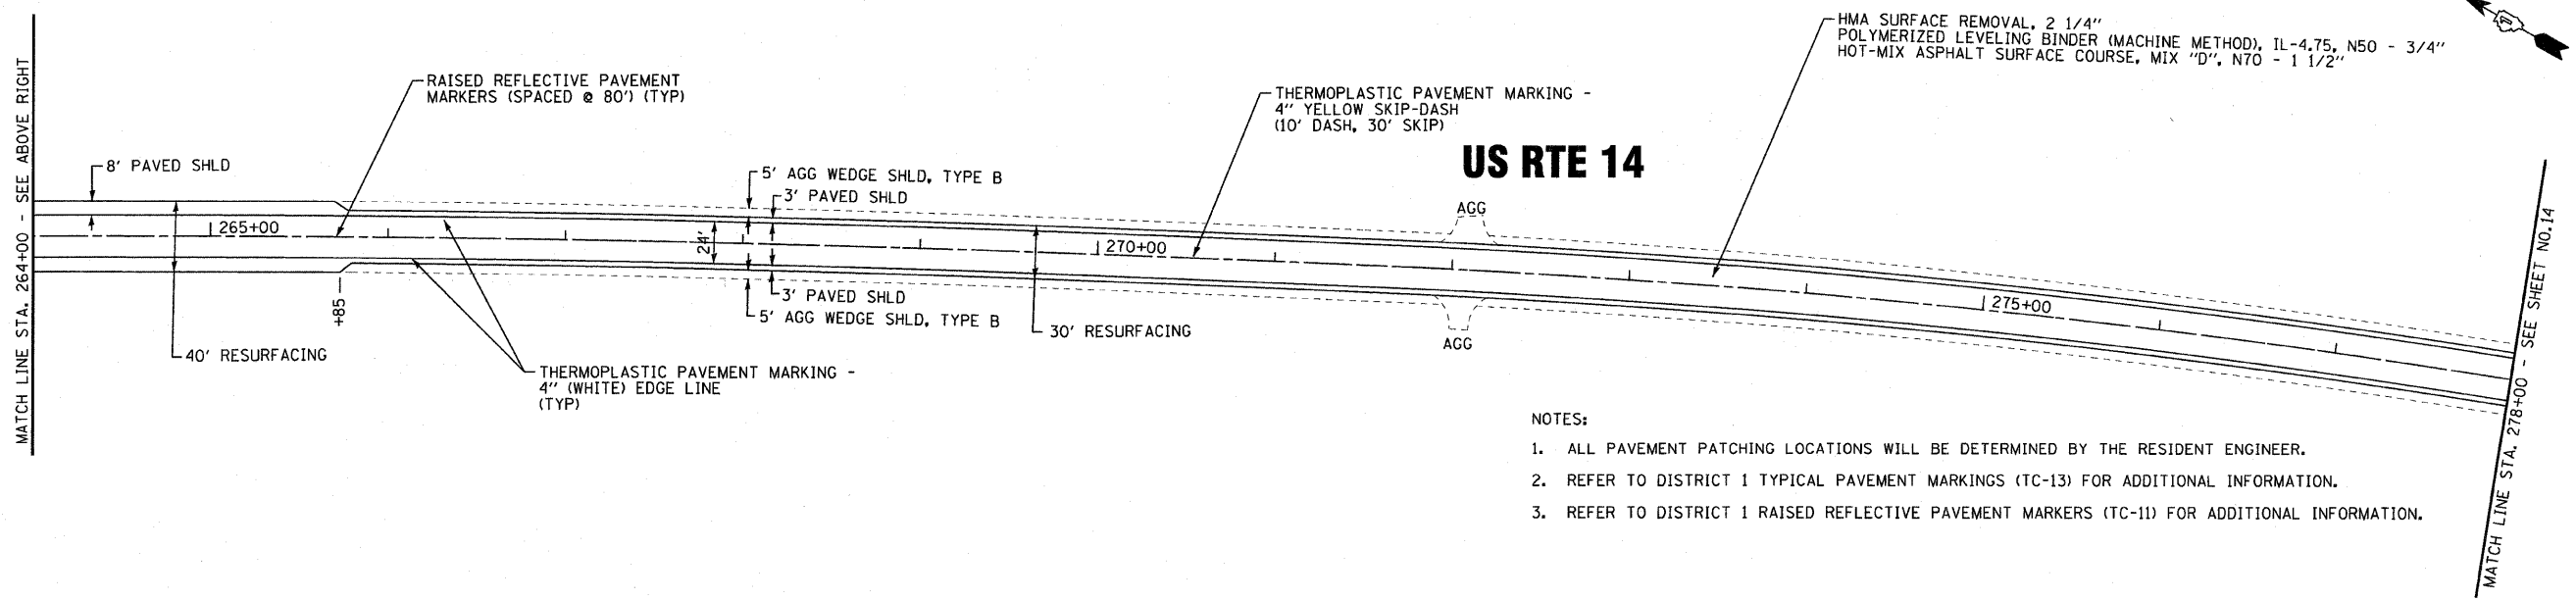 MATCH LINE STA. 264+00 - SEE ABOVE RIGHT
8' PAVED SHLD
RAISED REFLECTIVE PAVEMENT
MARKERS (SPACED @ 80') (TYP)
265+00
+85
40' RESURFACING
THERMOPLASTIC PAVEMENT MARKING -
4" (WHITE) EDGE LINE
(TYP)
5' AGG WEDGE SHLD, TYPE B
3' PAVED SHLD
24'
3' PAVED SHLD
5' AGG WEDGE SHLD, TYPE B
30' RESURFACING
270+00
THERMOPLASTIC PAVEMENT MARKING -
4" YELLOW SKIP-DASH
(10' DASH, 30' SKIP)
US RTE 14
AGG
AGG
HMA SURFACE REMOVAL, 2 1/4"
POLYMERIZED LEVELING BINDER (MACHINE METHOD), IL-4.75, N50 - 3/4"
HOT-MIX ASPHALT SURFACE COURSE, MIX "D", N70 - 1 1/2"
275+00
MATCH LINE STA. 278+00 - SEE SHEET NO.14
NOTES:
1. ALL PAVEMENT PATCHING LOCATIONS WILL BE DETERMINED BY THE RESIDENT ENGINEER.
2. REFER TO DISTRICT 1 TYPICAL PAVEMENT MARKINGS (TC-13) FOR ADDITIONAL INFORMATION.
3. REFER TO DISTRICT 1 RAISED REFLECTIVE PAVEMENT MARKERS (TC-11) FOR ADDITIONAL INFORMATION.